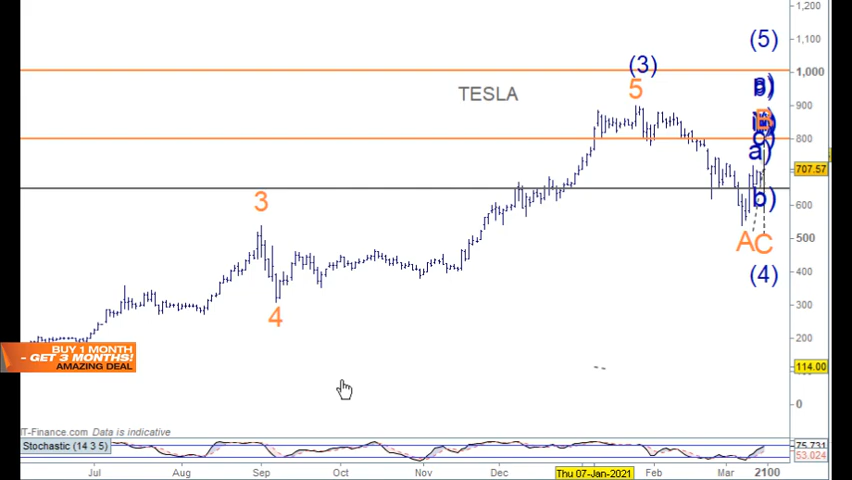 1,200
1,100
(5)
(3)
1,000
5
TESLA
900
B
800
a)
707.57
b)
3
600
A C
500
(4)
400
4
300
200
BUY 1 MONTH
- GET 3 MONTHS!
AMAZING DEAL
114.00
0
IT-Finance.com Data is indicative
Stochastic (14 3 5)
75.731
53.024
Jul Aug Sep Oct Nov Dec Thu 07-Jan-2021 Feb Mar 2100